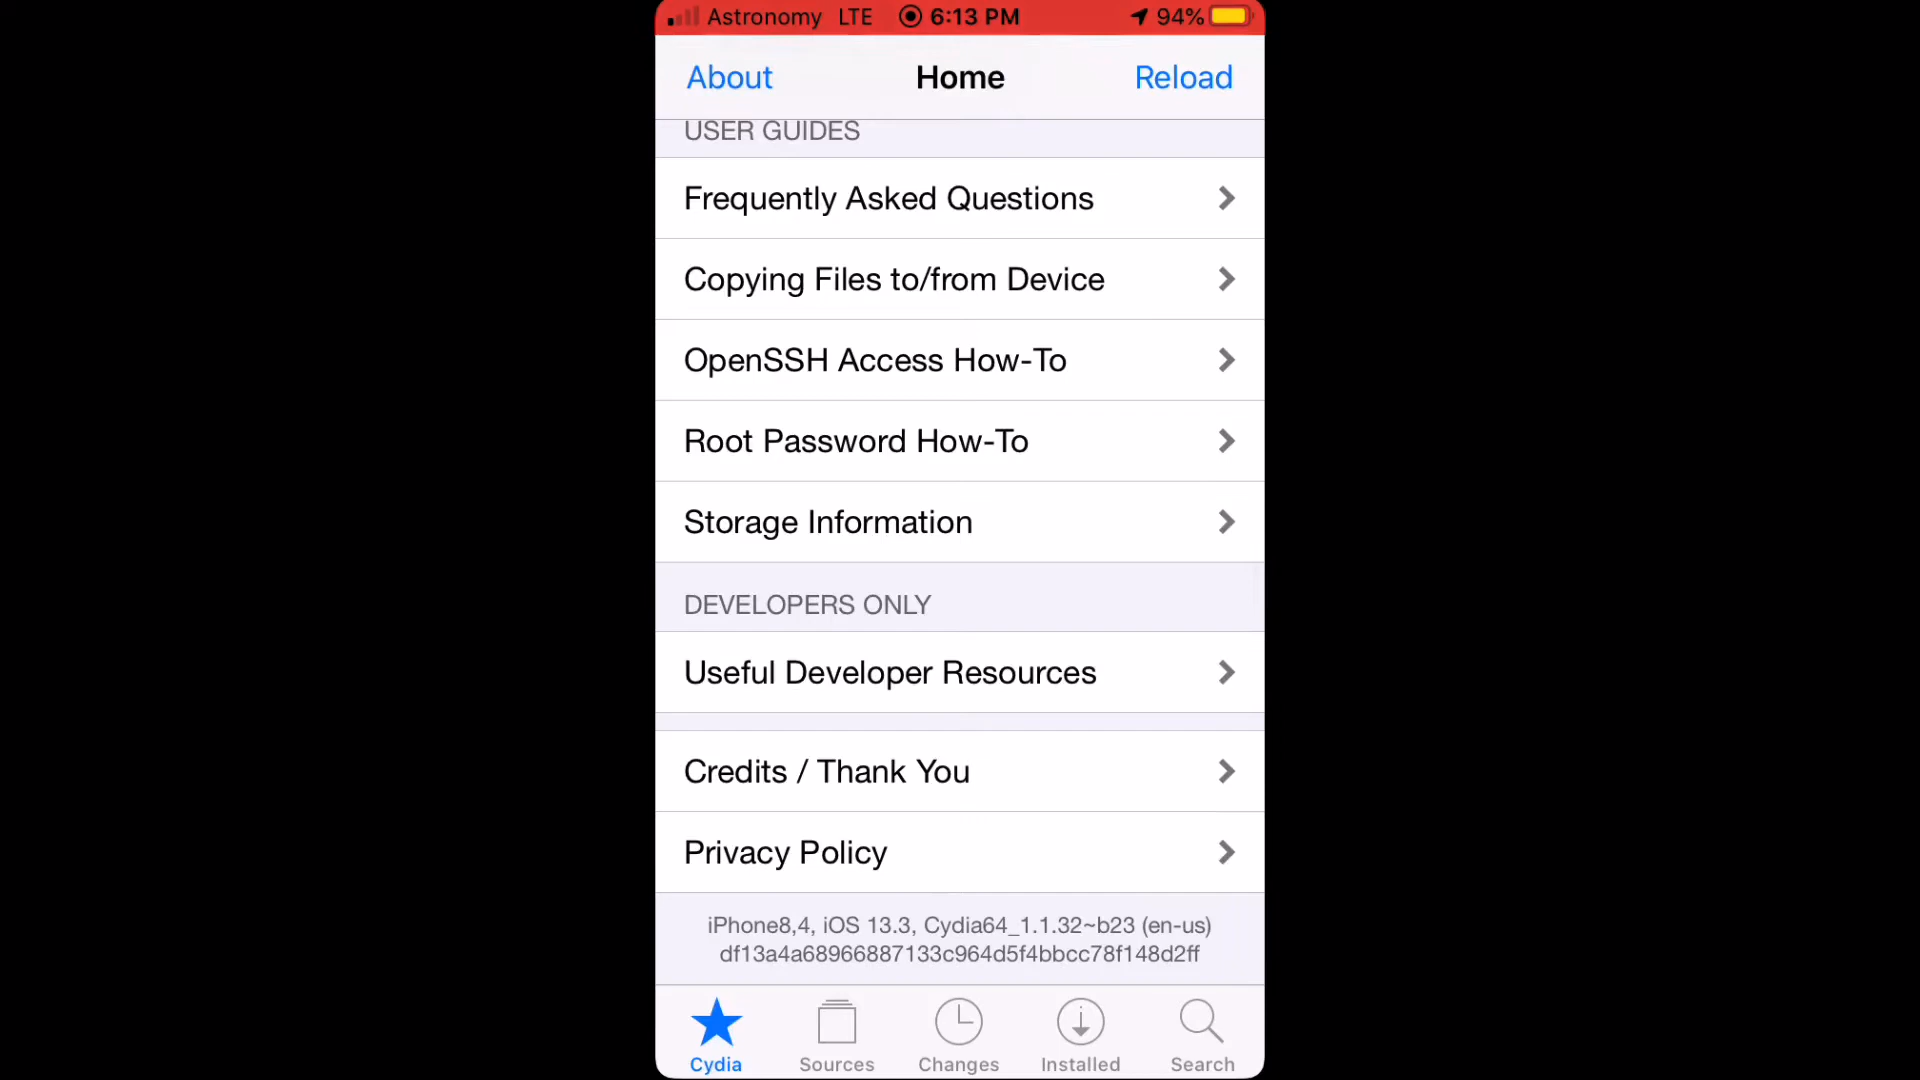 Astronomy LTE 6:13 PM 94%
About Home Reload
USER GUIDES
Frequently Asked Questions
Copying Files to/from Device
OpenSSH Access How-To
Root Password How-To
Storage Information
DEVELOPERS ONLY
Useful Developer Resources
Credits / Thank You
Privacy Policy
iPhone8,4, iOS 13.3, Cydia64_1.1.32~b23 (en-us)
df13a4a68966887133c964d5f4bbcc78f148d2ff
Cydia Sources Changes Installed Search